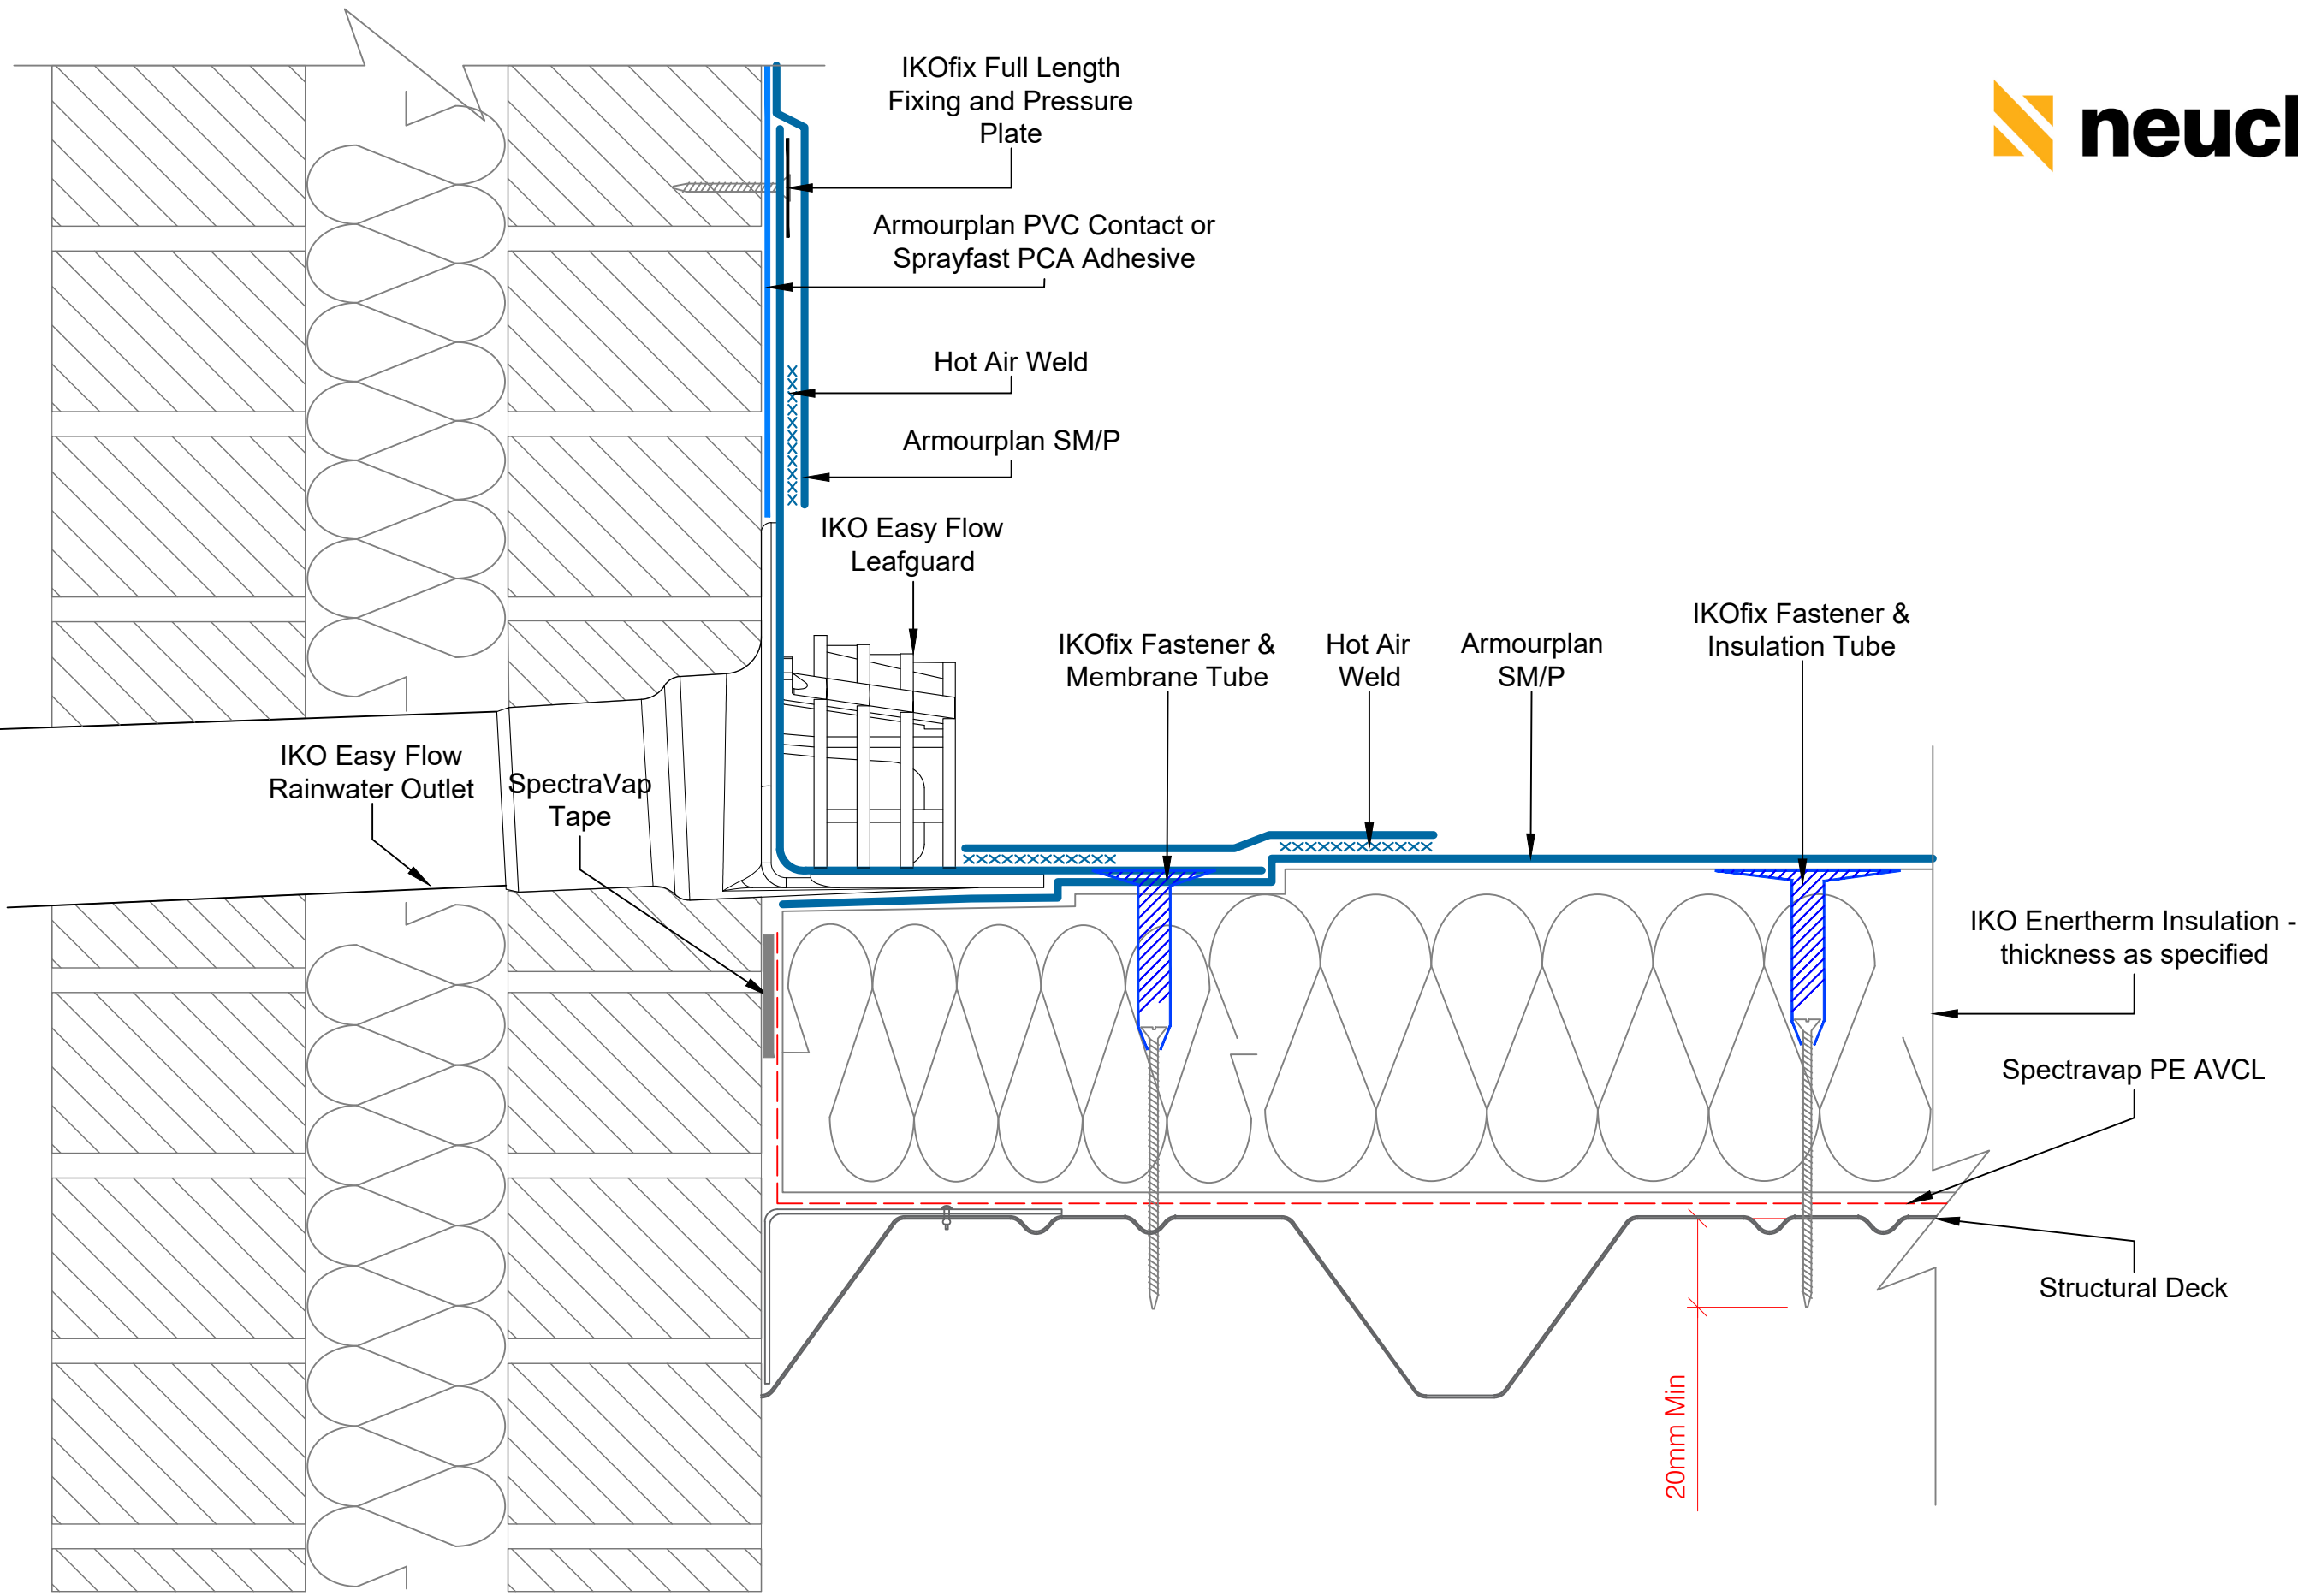 IKOfix Full Length
Fixing and Pressure
Plate
neucl
Armourplan PVC Contact or
Sprayfast PCA Adhesive
Hot Air Weld
Armourplan SM/P
IKO Easy Flow
Leafguard
IKOfix Fastener &
Membrane Tube
Hot Air
Weld
Armourplan
SM/P
IKOfix Fastener &
Insulation Tube
IKO Easy Flow
Rainwater Outlet
SpectraVap
Tape
IKO Enertherm Insulation -
thickness as specified
Spectravap PE AVCL
Structural Deck
20mm Min